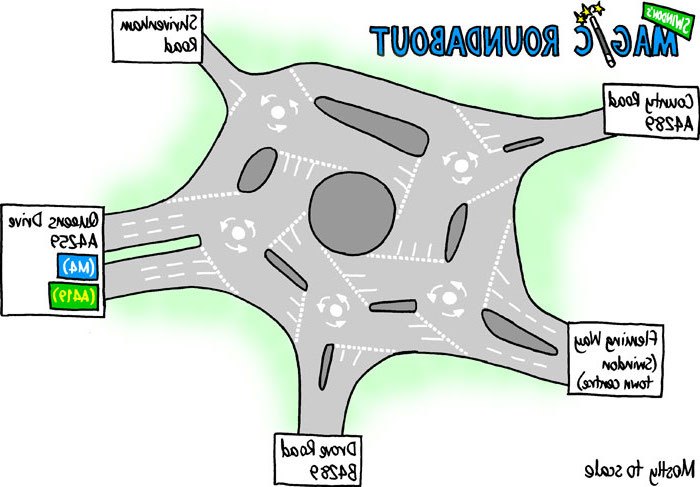 SWINDON'S
MAGIC ROUNDABOUT
Shrivenham
Road
County Road
A4289
Queens Drive
A4259
(M4)
(A419)
Fleming Way
(Swindon
town centre)
Drove Road
B4289
Mostly to scale